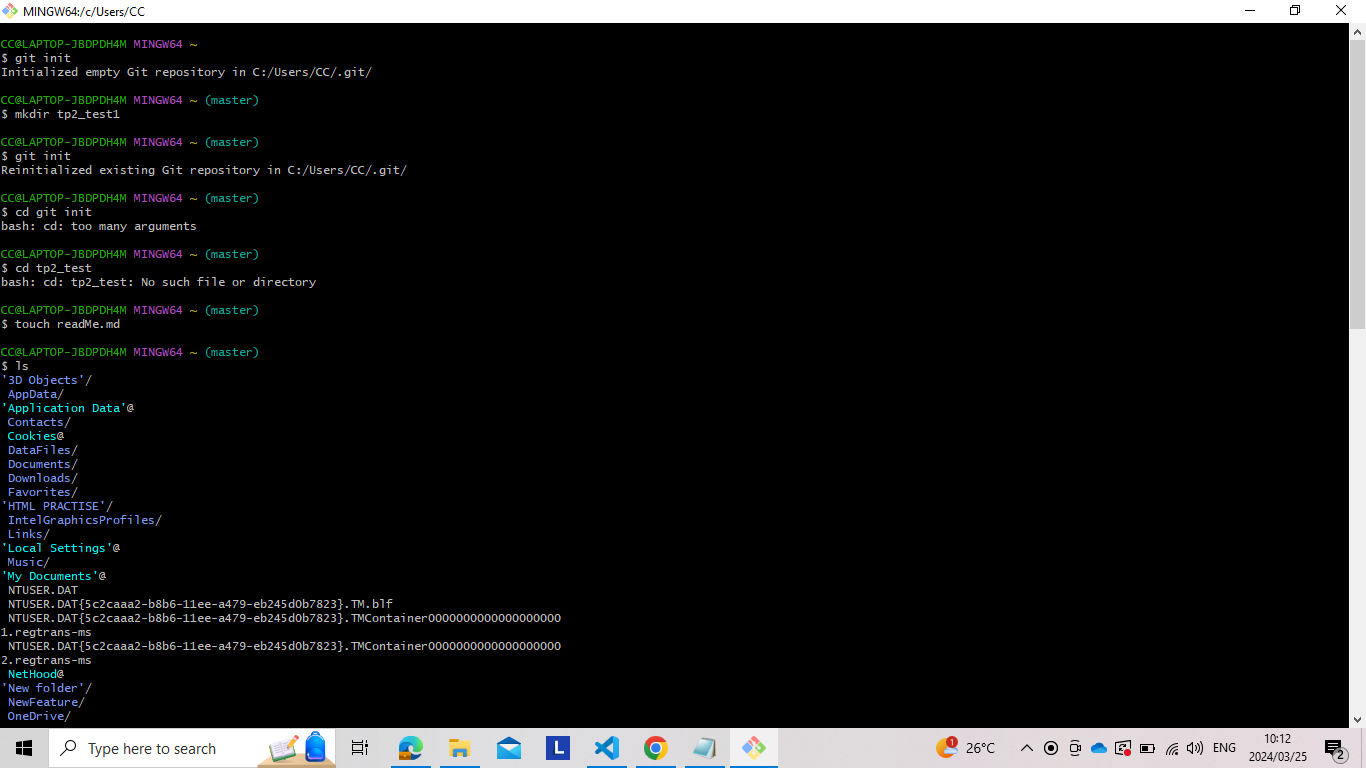 MINGW64:/c/Users/CC
CC@LAPTOP-JBDPDH4M MINGW64 ~
$ git init
Initialized empty Git repository in C:/Users/CC/.git/
CC@LAPTOP-JBDPDH4M MINGW64 ~ (master)
$ mkdir tp2_test1
CC@LAPTOP-JBDPDH4M MINGW64 ~ (master)
$ git init
Reinitialized existing Git repository in C:/Users/CC/.git/
CC@LAPTOP-JBDPDH4M MINGW64 ~ (master)
$ cd git init
bash: cd: too many arguments
CC@LAPTOP-JBDPDH4M MINGW64 ~ (master)
$ cd tp2_test
bash: cd: tp2_test: No such file or directory
CC@LAPTOP-JBDPDH4M MINGW64 ~ (master)
$ touch readMe.md
CC@LAPTOP-JBDPDH4M MINGW64 ~ (master)
$ ls
'3D Objects'/
AppData/
'Application Data'@
Contacts/
Cookies@
DataFiles/
Documents/
Downloads/
Favorites/
'HTML PRACTISE'/
IntelGraphicsProfiles/
Links/
'Local Settings'@
Music/
'My Documents'@
NTUSER.DAT
NTUSER.DAT{5c2caaa2-b8b6-11ee-a479-eb245d0b7823}.TM.blf
NTUSER.DAT{5c2caaa2-b8b6-11ee-a479-eb245d0b7823}.TMContainer0000000000000000000
1.regtrans-ms
NTUSER.DAT{5c2caaa2-b8b6-11ee-a479-eb245d0b7823}.TMContainer0000000000000000000
2.regtrans-ms
NetHood@
'New folder'/
NewFeature/
OneDrive/
Type here to search
L
1
26°C
ENG
10:12
2024/03/25
2